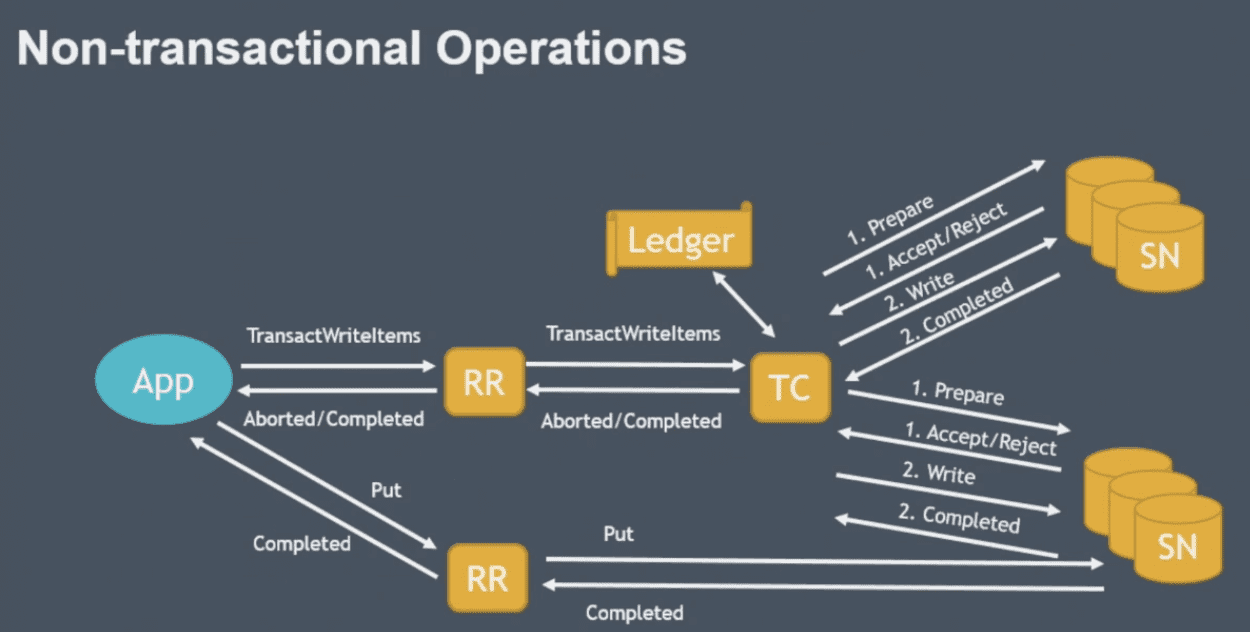 Non-transactional Operations
Ledger
1. Prepare
1. Accept/Reject
2. Write
2. Completed
SN
TransactWriteItems
TransactWriteItems
App
RR
TC
Aborted/Completed
Aborted/Completed
1. Prepare
1. Accept/Reject
2. Write
2. Completed
SN
Put
Completed
RR
Put
Completed